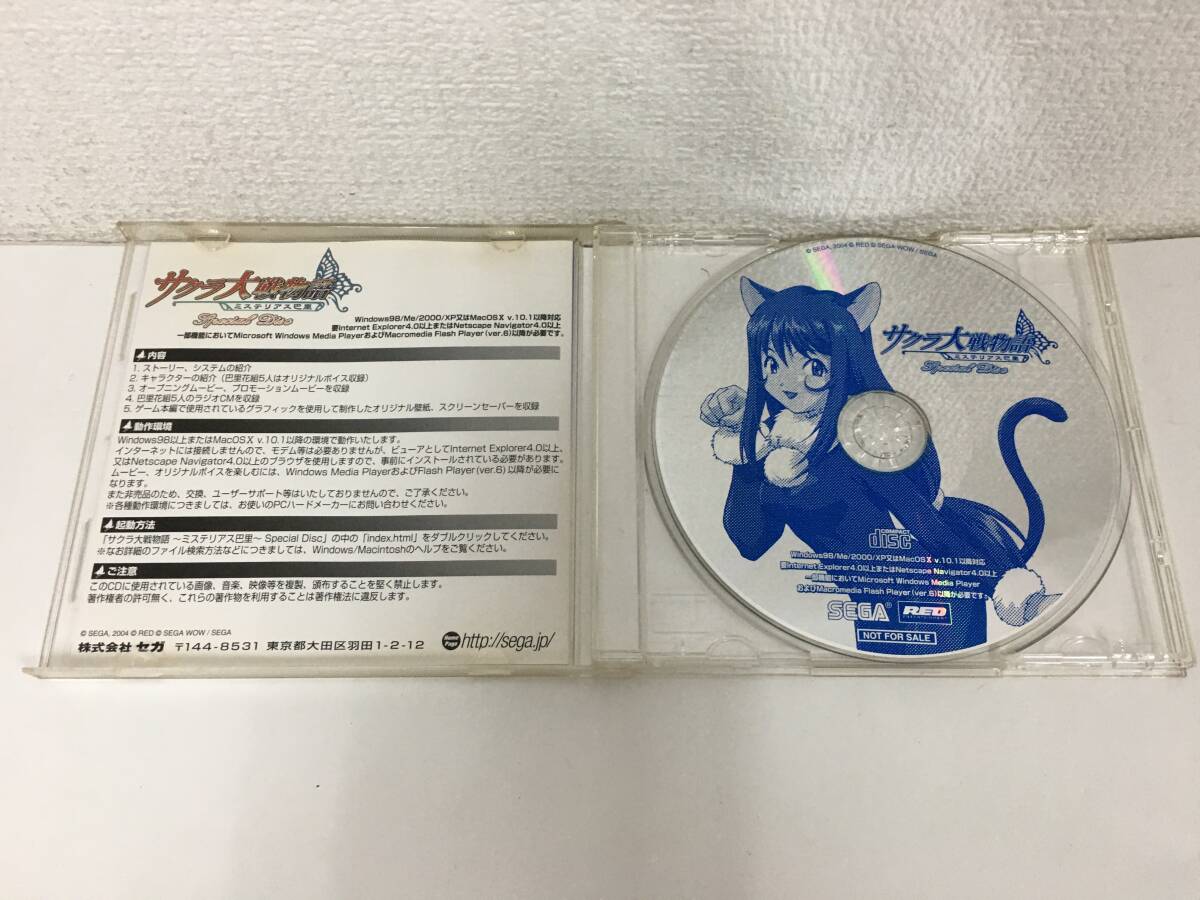 サクラ大戦物語
ミステリアス巴里
Special Disc
Windows98/Me/2000/XP又はMacOSX v.10.1以降対応
要Internet Explorer4.0以上またはNetscape Navigator4.0以上
一部機能においてMicrosoft Windows Media PlayerおよびMacromedia Flash Player(ver.6)以降が必要です。
内容
1. ストーリー、システムの紹介
2. キャラクターの紹介（巴里花組5人はオリジナルボイス収録）
3. オープニングムービー、プロモーションムービーを収録
4. 巴里花組5人のラジオCMを収録
5. ゲーム本編で使用されているグラフィックを使用して制作したオリジナル壁紙、スクリーンセーバーを収録
動作環境
Windows98以上またはMacOSX v.10.1以降の環境で動作いたします。
インターネットには接続しませんので、モデム等は必要ありませんが、ビューアとしてInternet Explorer4.0以上、
又はNetscape Navigator4.0以上のブラウザを使用しますので、事前にインストールされている必要があります。
ムービー、オリジナルボイスを楽しむには、Windows Media PlayerおよびFlash Player(ver.6)以降が必要に
なります。
また非売品のため、交換、ユーザーサポート等はいたしておりませんので、ご了承ください。
※各種動作環境につきましては、お使いのPCハードメーカーにお問い合わせください。
起動方法
「サクラ大戦物語 〜ミステリアス巴里〜 Special Disc」の中の「index.html」をダブルクリックしてください。
※なお詳細のファイル検索方法などにつきましては、Windows/Macintoshのヘルプをご覧ください。
ご注意
このCDに使用されている画像、音楽、映像等を複製、頒布することを堅く禁止します。
著作権者の許可無く、これらの著作物を利用することは著作権法に違反します。
© SEGA, 2004 © RED © SEGA WOW / SEGA
株式会社 セガ 〒144-8531 東京都大田区羽田1-2-12
Home Page http://sega.jp/
© SEGA, 2004 © RED © SEGA WOW / SEGA
サクラ大戦物語
ミステリアス巴里
Special Disc
COMPACT
disc
Windows98/Me/2000/XP又はMacOSX v.10.1以降対応
要Internet Explorer4.0以上またはNetscape Navigator4.0以上
一部機能においてMicrosoft Windows Media Player
およびMacromedia Flash Player(ver.6)以降が必要です。
SEGA RED
ENTERTAINMENT
NOT FOR SALE